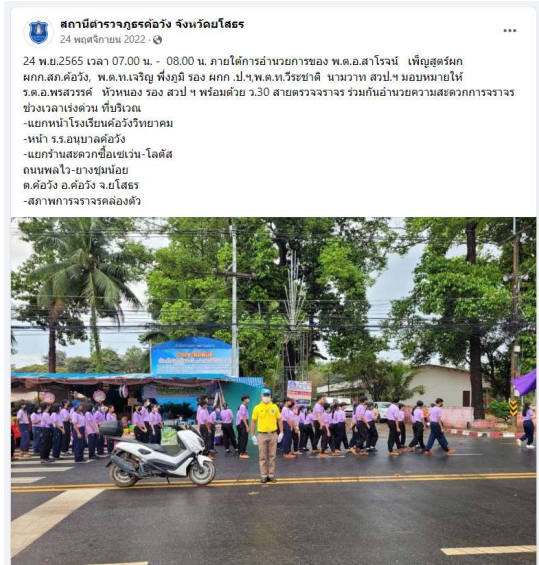 สถานีตำรวจภูธรค้อวัง จังหวัดยโสธร
24 พฤศจิกายน 2022
24 พ.ย.2565 เวลา 07.00 น. - 08.00 น. ภายใต้การอำนวยการของ พ.ต.อ.สาโรจน์ เพ็ญสูตร์ผก
ผกก.สภ.ค้อวัง, พ.ต.ท.เจริญ พึ่งภูมิ รอง ผกก .ป.ฯ,พ.ต.ท.วีระชาติ นามวาท สวป.ฯ มอบหมายให้
ร.ต.อ.พรสวรรค์ หัวหนอง รอง สวป ฯ พร้อมด้วย ว.30 สายตรวจจราจร ร่วมกันอำนวยความสะดวกการจราจร
ช่วงเวลาเร่งด่วน ที่บริเวณ
-แยกหน้าโรงเรียนค้อวังวิทยาคม
-หน้า ร.ร.อนุบาลค้อวัง
-แยกร้านสะดวกซื้อเซเว่น-โลตัส
ถนนพลไว-ยางชุมน้อย
ต.ค้อวัง อ.ค้อวัง จ.ยโสธร
-สภาพการจราจรคล่องตัว